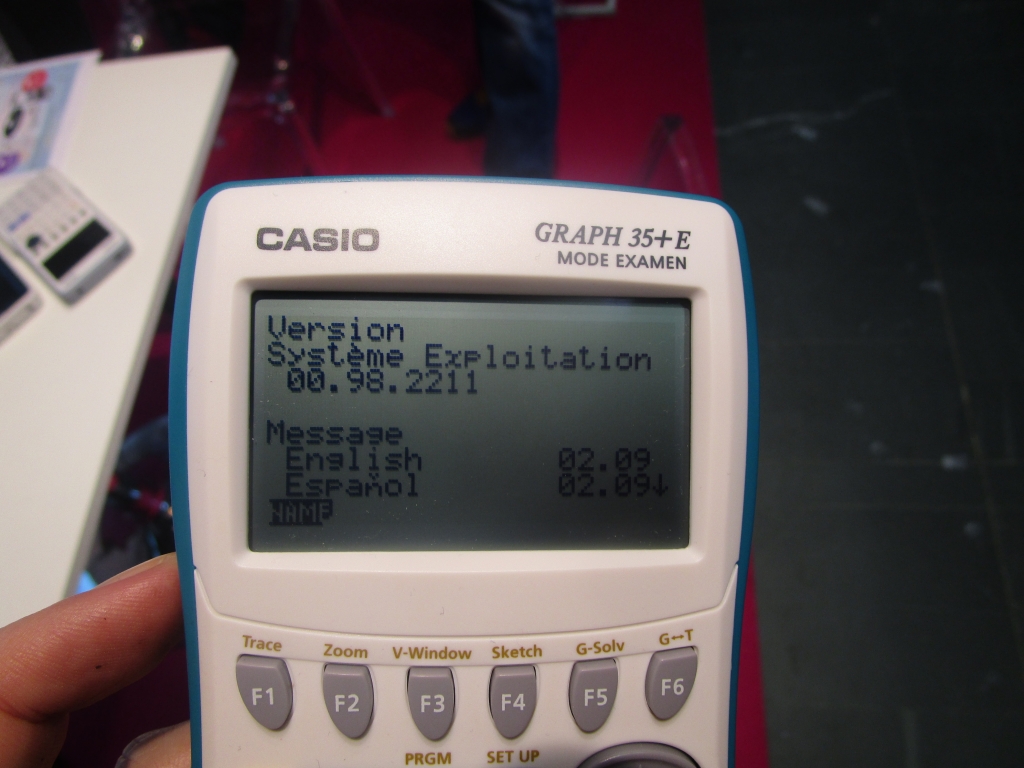 CASIO
GRAPH 35+E
MODE EXAMEN
Version
Système Exploitation
00.98.2211
Message
English 02.09
Español 02.09↓
NAME
Trace Zoom V-Window Sketch G-Solv G↔T
F1 F2 F3 F4 F5 F6
PRGM SET UP